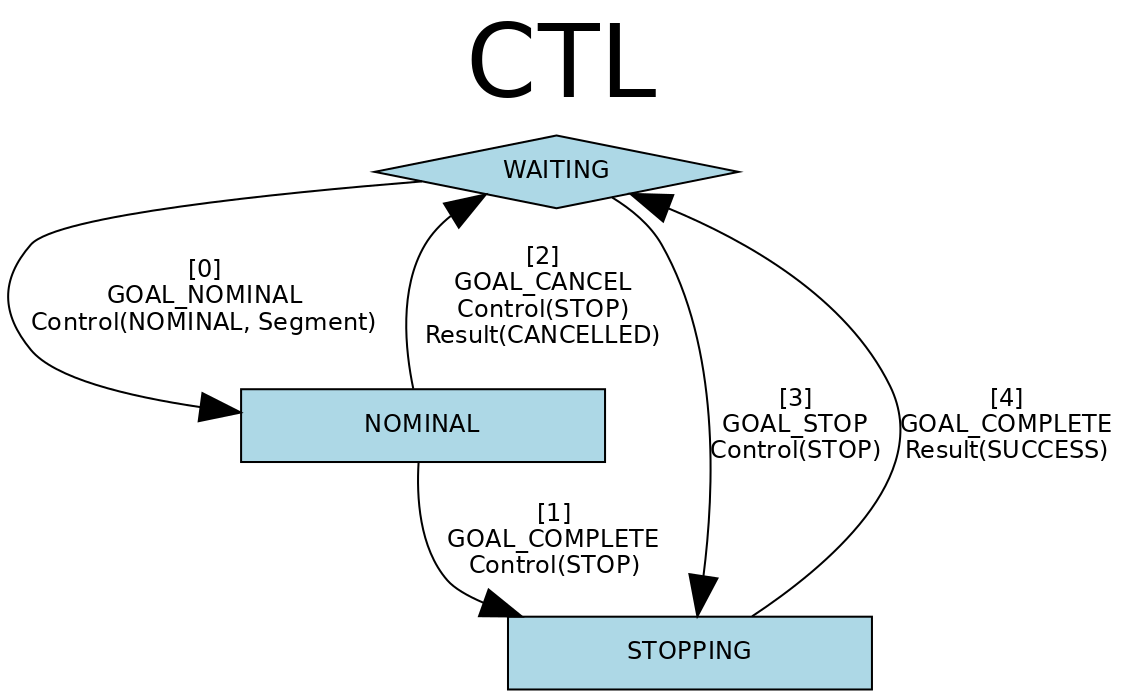 CTL
WAITING
[0]
GOAL_NOMINAL
Control(NOMINAL, Segment)
[2]
GOAL_CANCEL
Control(STOP)
Result(CANCELLED)
[3]
GOAL_STOP
Control(STOP)
[4]
GOAL_COMPLETE
Result(SUCCESS)
NOMINAL
[1]
GOAL_COMPLETE
Control(STOP)
STOPPING